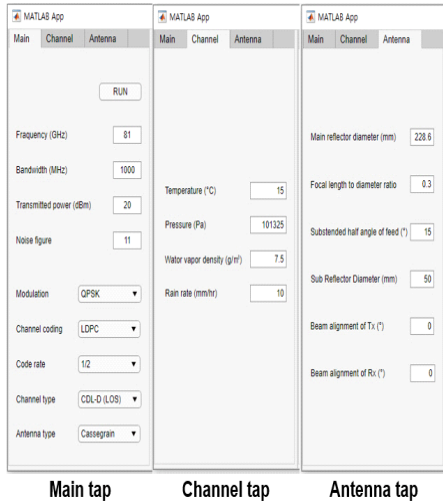 MATLAB App
Main Channel Antenna
RUN
Fraquency (GHz) 81
Bandwidth (MHz) 1000
Transmitted power (dBm) 20
Noise figure 11
Modulation QPSK
Channel coding LDPC
Code rate 1/2
Channel type CDL-D (LOS)
Antenna type Cassegrain
Main tap
MATLAB App
Main Channel Antenna
Temperature (°C) 15
Pressure (Pa) 101325
Wator vapor density (g/m³) 7.5
Rain rate (mm/hr) 10
Channel tap
MATLAB App
Main Channel Antenna
Main reflector diameter (mm) 228.6
Focal length to diameter ratio 0.3
Substended half angle of feed (°) 15
Sub Reflector Diameter (mm) 50
Beam alignment of Tx (°) 0
Beam alignment of Rx (°) 0
Antenna tap